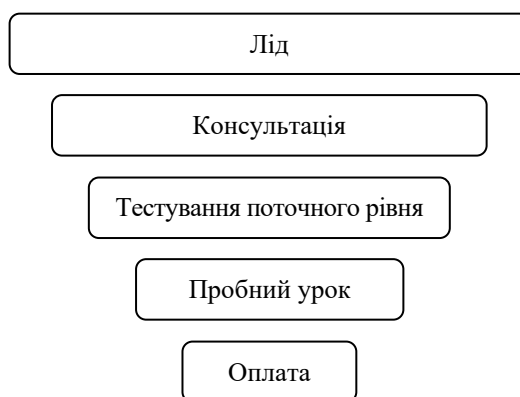 Лід
Консультація
Тестування поточного рівня
Пробний урок
Оплата